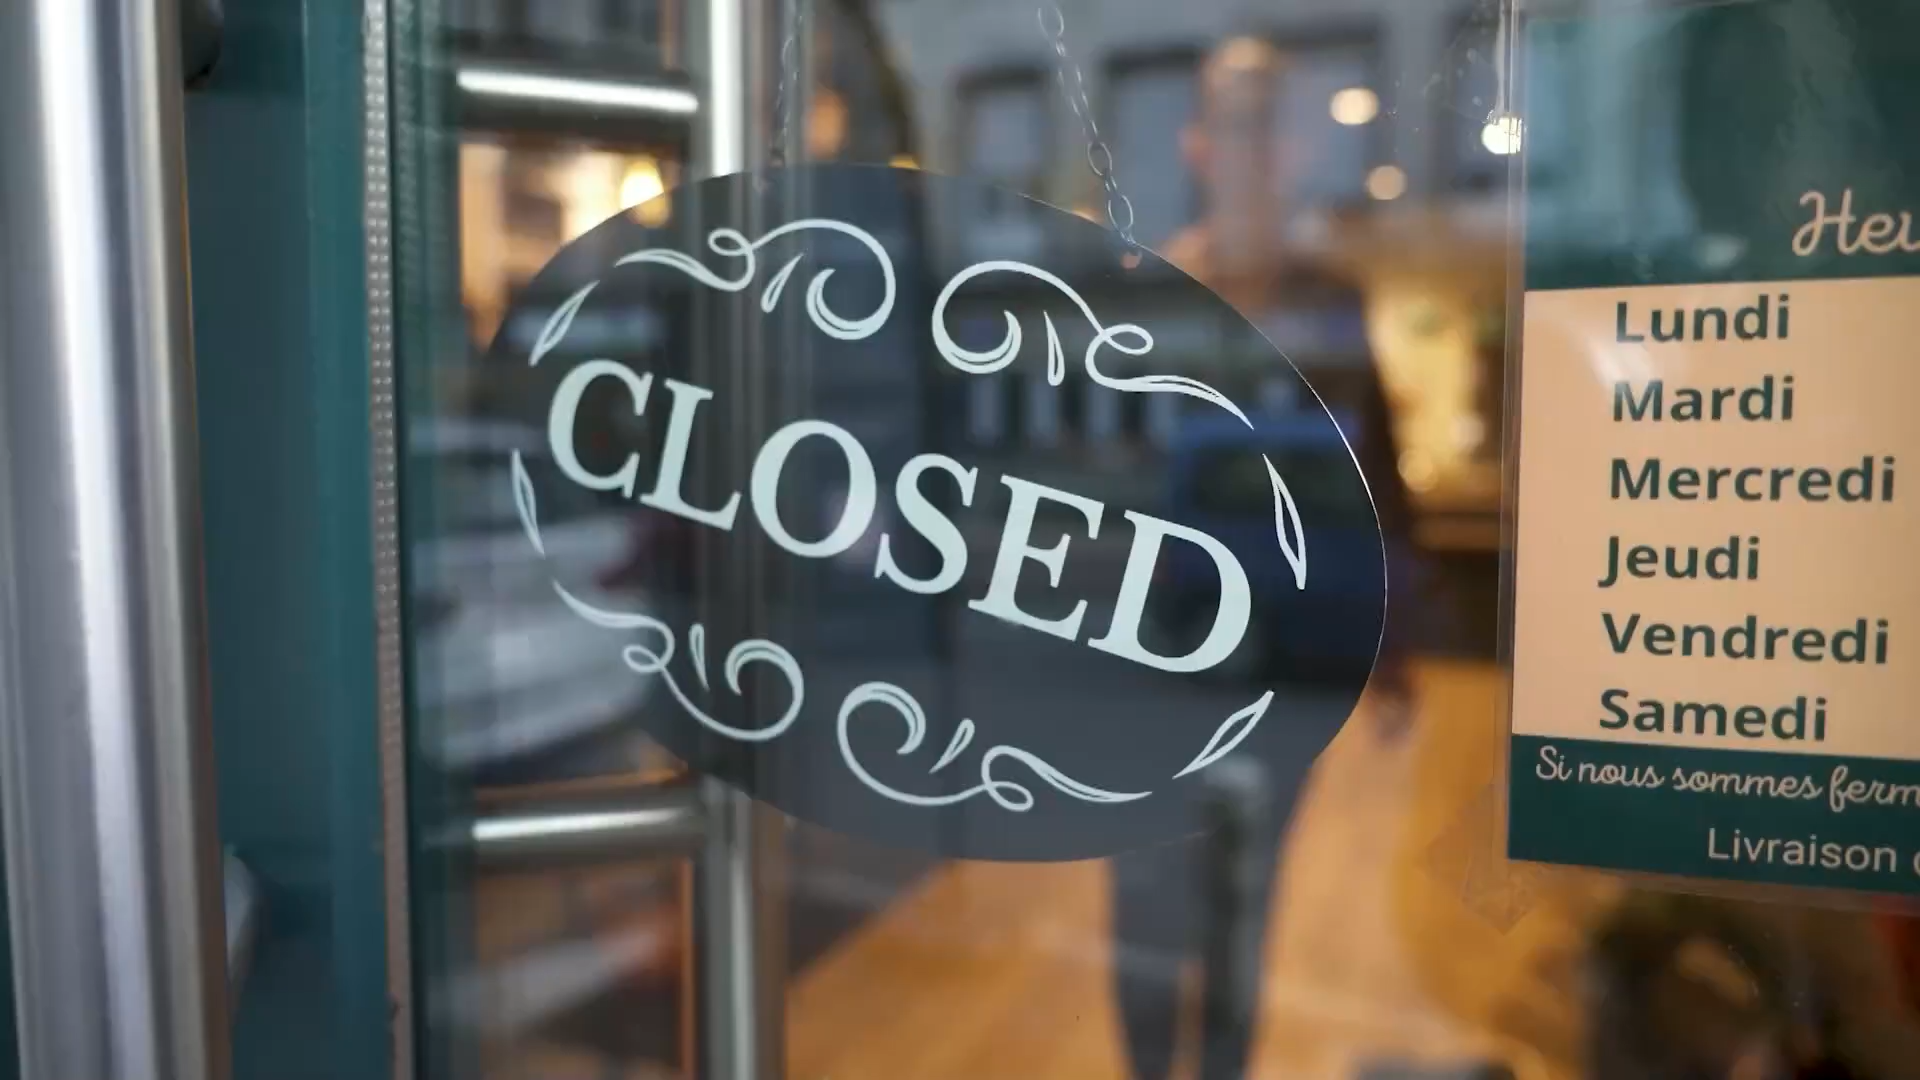 CLOSED
Lundi
Mardi
Mercredi
Jeudi
Vendredi
Samedi
Si nous sommes
Livraison